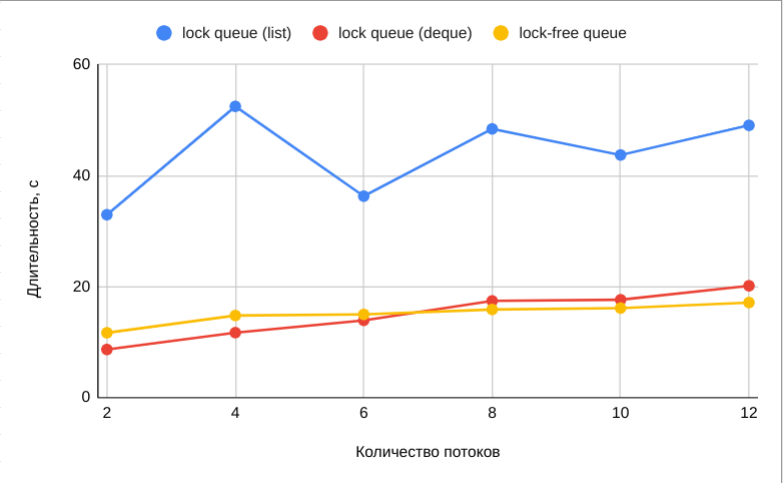 lock queue (list) lock queue (deque) lock-free queue
60
40
20
0
Длительность, с
2 4 6 8 10 12
Количество потоков